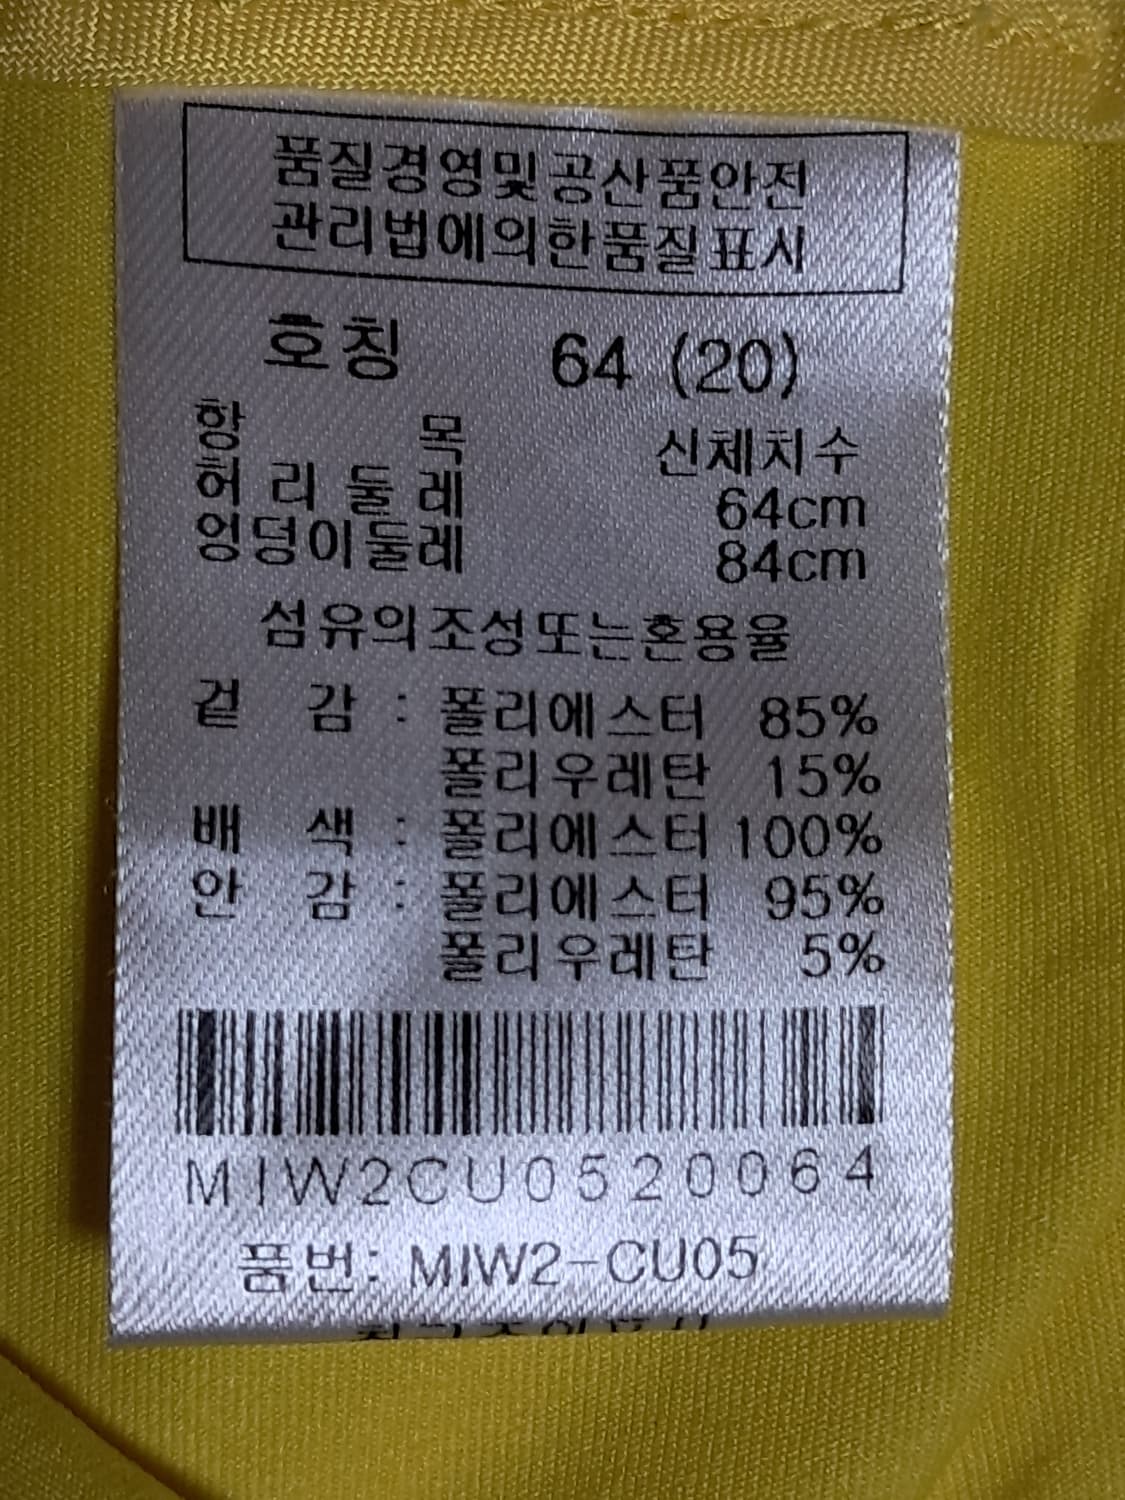 품질경영및공산품안전
관리법에의한품질표시
호칭 64 (20)
항 목 신체치수
허리둘레 64cm
엉덩이둘레 84cm
섬유의조성또는혼용율
겉 감 : 폴리에스터 85%
폴리우레탄 15%
배 색 : 폴리에스터 100%
안 감 : 폴리에스터 95%
폴리우레탄 5%
MIW2CU0520064
품번: MIW2-CU05